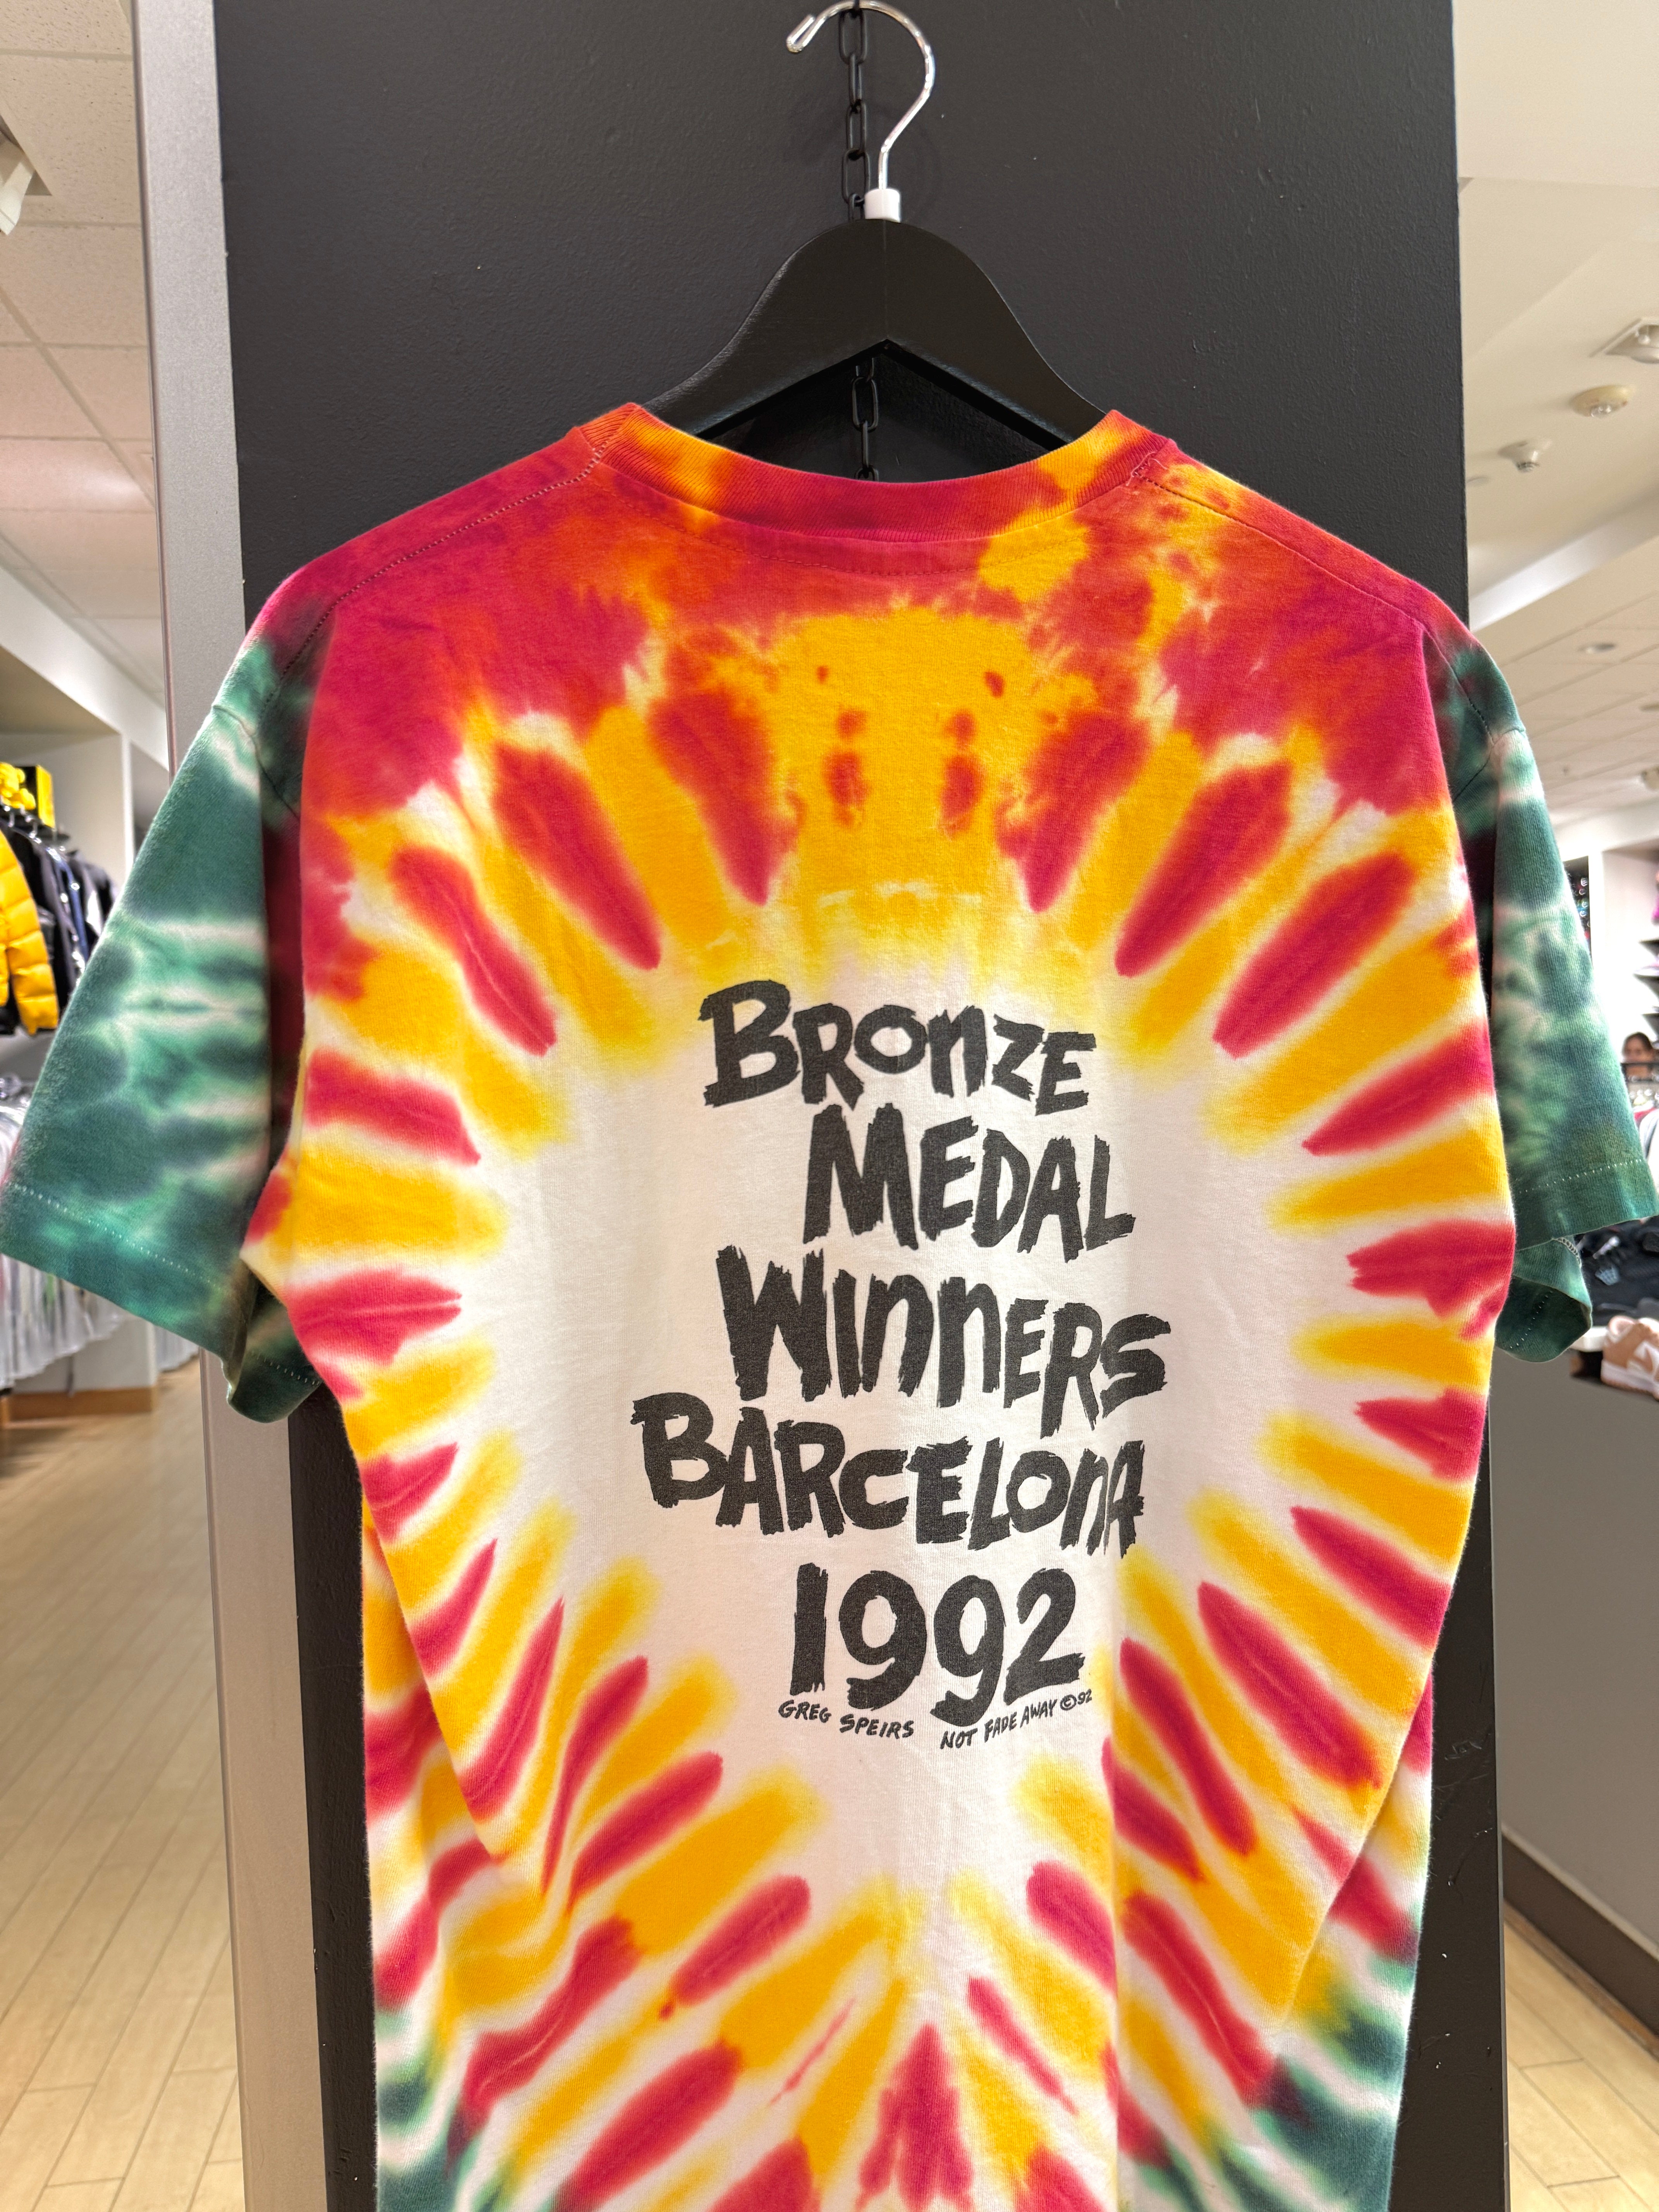 BRONZE
MEDAL
WINNERS
BARCELONA
1992
GREG SPEIRS NOT FADE AWAY ©92